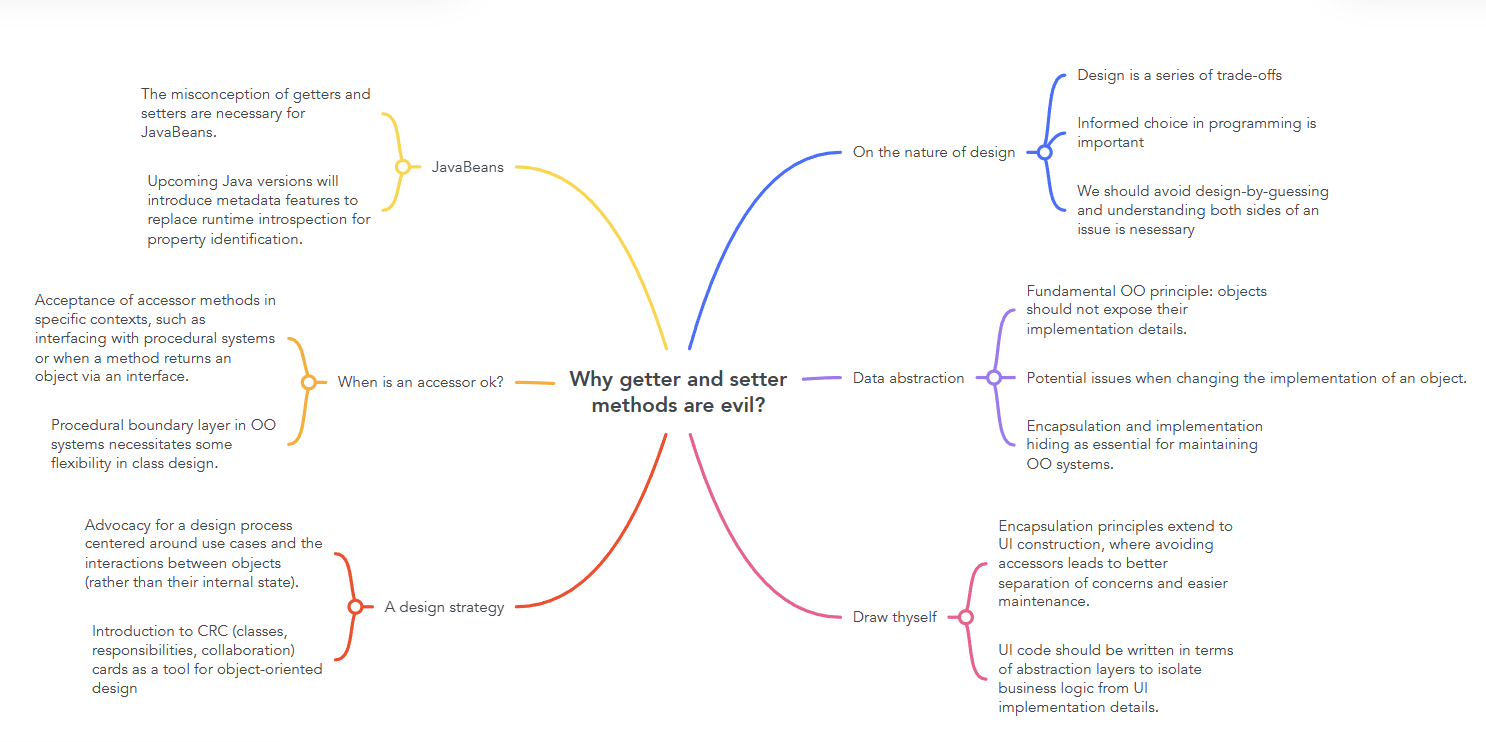 Why getter and setter
methods are evil?
On the nature of design
Design is a series of trade-offs
Informed choice in programming is
important
We should avoid design-by-guessing
and understanding both sides of an
issue is nesessary
Data abstraction
Fundamental OO principle: objects
should not expose their
implementation details.
Potential issues when changing the implementation of an object.
Encapsulation and implementation
hiding as essential for maintaining
OO systems.
Draw thyself
Encapsulation principles extend to
UI construction, where avoiding
accessors leads to better
separation of concerns and easier
maintenance.
UI code should be written in terms
of abstraction layers to isolate
business logic from UI
implementation details.
JavaBeans
The misconception of getters and
setters are necessary for
JavaBeans.
Upcoming Java versions will
introduce metadata features to
replace runtime introspection for
property identification.
When is an accessor ok?
Acceptance of accessor methods in
specific contexts, such as
interfacing with procedural systems
or when a method returns an
object via an interface.
Procedural boundary layer in OO
systems necessitates some
flexibility in class design.
A design strategy
Advocacy for a design process
centered around use cases and the
interactions between objects
(rather than their internal state).
Introduction to CRC (classes,
responsibilities, collaboration)
cards as a tool for object-oriented
design